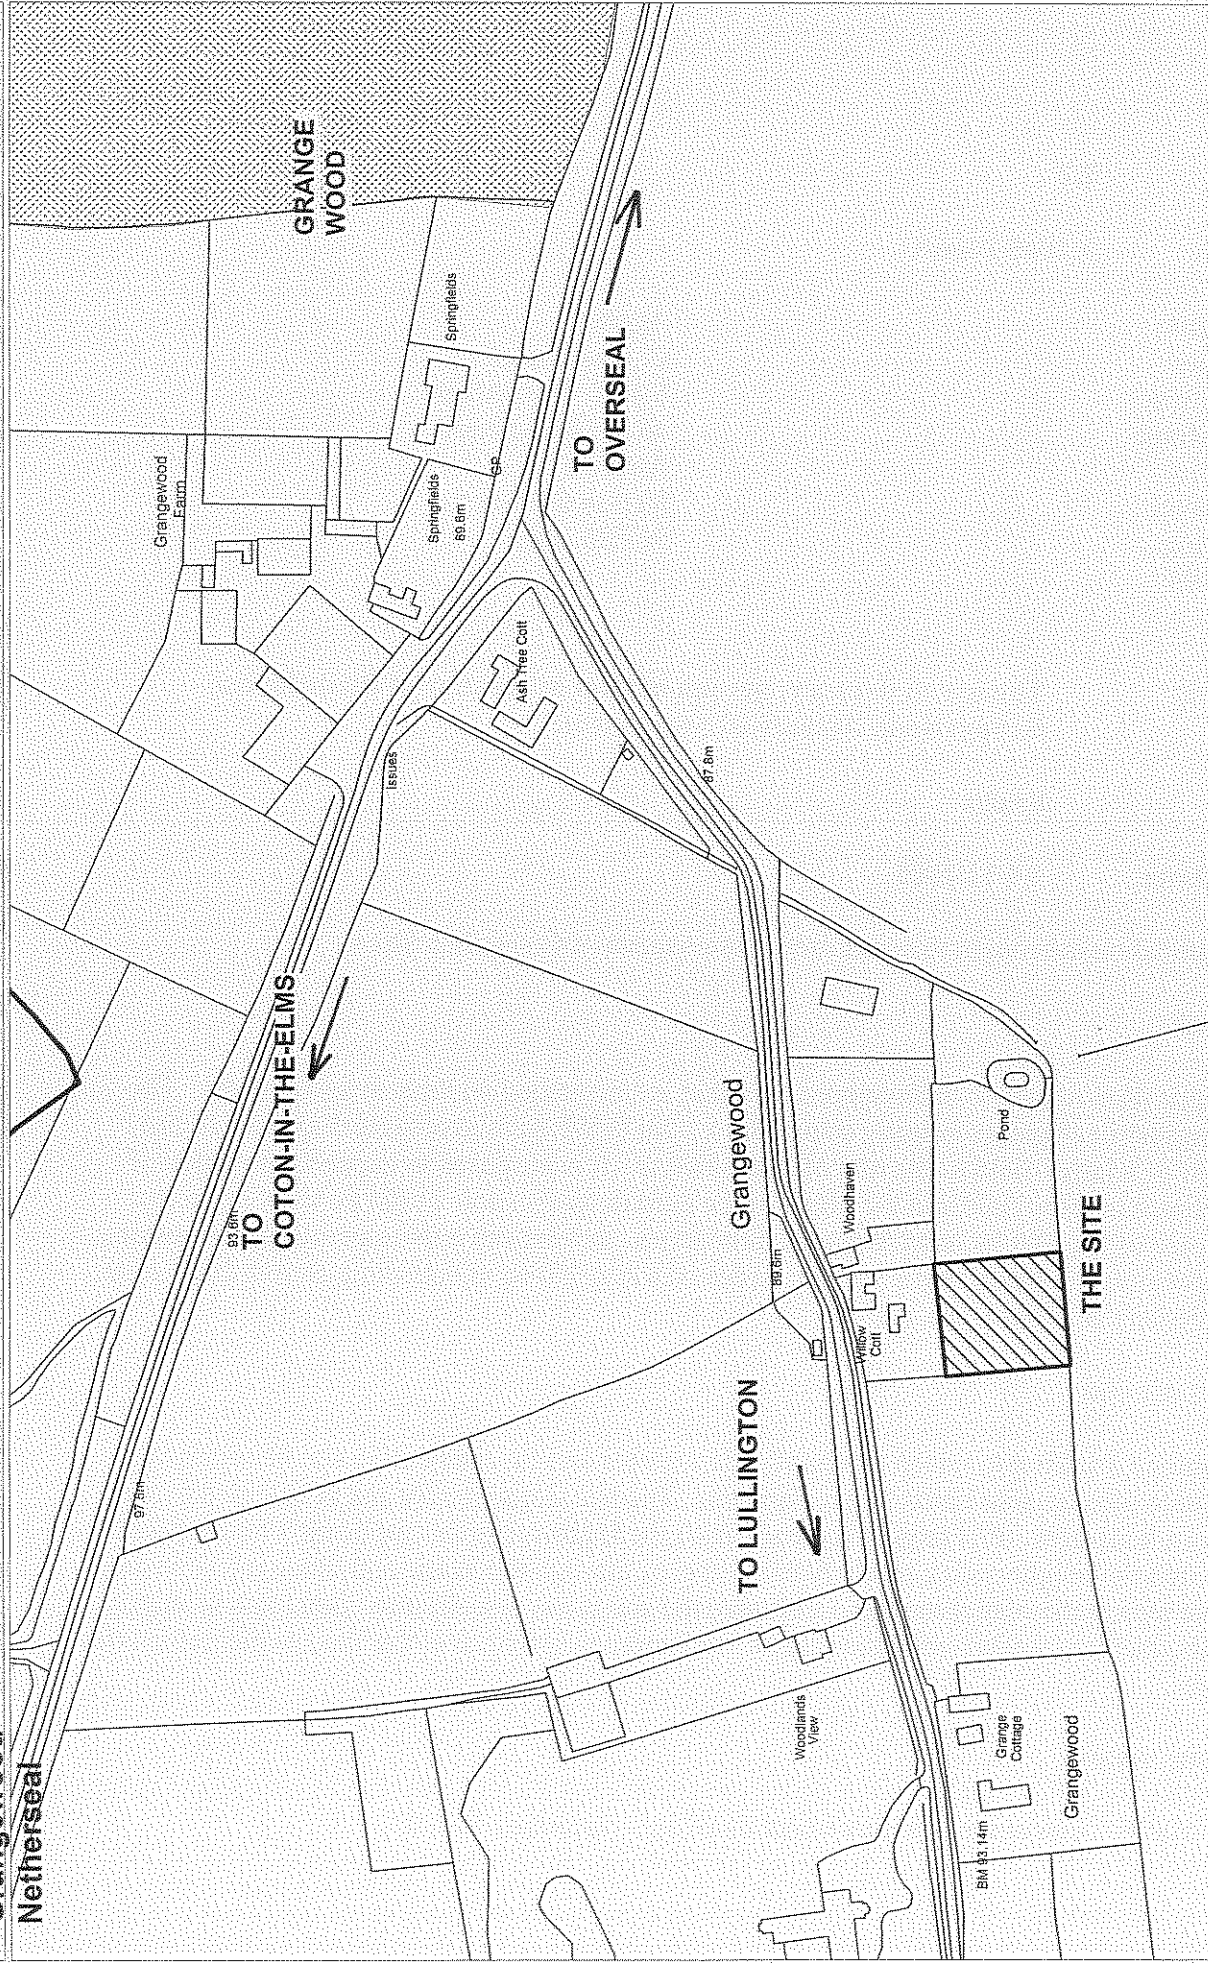 Netherseal
97.8m
Grangewood
Farm
93.6m
TO
COTON-IN-THE-ELMS
GRANGE
WOOD
Issues
Springfields
89.6m
Springfields
GP
Ash Tree Cott
TO
OVERSEAL
87.8m
Grangewood
TO LULLINGTON
89.6m
Woodlands
View
Woodhaven
Willow
Cott
BM 93.14m
Grange
Cottage
Pond
Grangewood
THE SITE